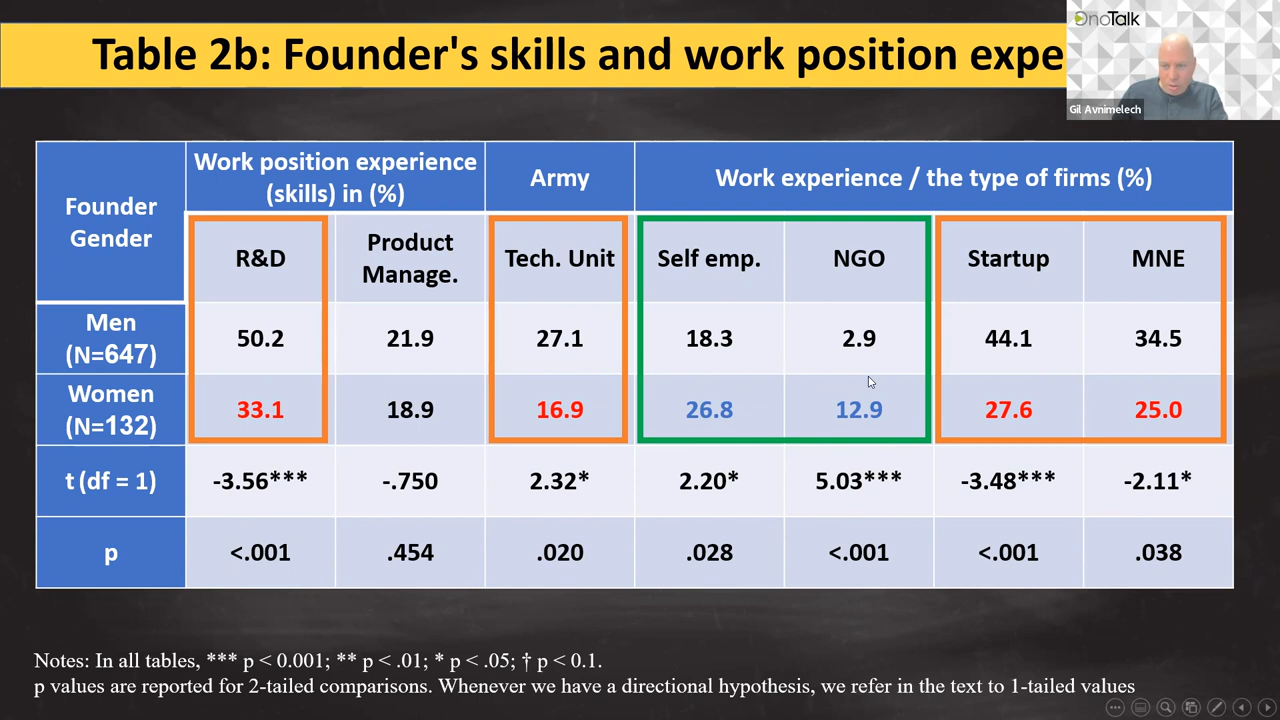 Table 2b: Founder's skills and work position expe
OnoTalk
Gil Avnimelech
Founder Gender
Work position experience (skills) in (%)
Army
Work experience / the type of firms (%)
R&D
Product Manage.
Tech. Unit
Self emp.
NGO
Startup
MNE
Men (N=647)
50.2
21.9
27.1
18.3
2.9
44.1
34.5
Women (N=132)
33.1
18.9
16.9
26.8
12.9
27.6
25.0
t (df = 1)
-3.56***
-.750
2.32*
2.20*
5.03***
-3.48***
-2.11*
p
<.001
.454
.020
.028
<.001
<.001
.038
Notes: In all tables, *** p < 0.001; ** p < .01; * p < .05; † p < 0.1.
p values are reported for 2-tailed comparisons. Whenever we have a directional hypothesis, we refer in the text to 1-tailed values